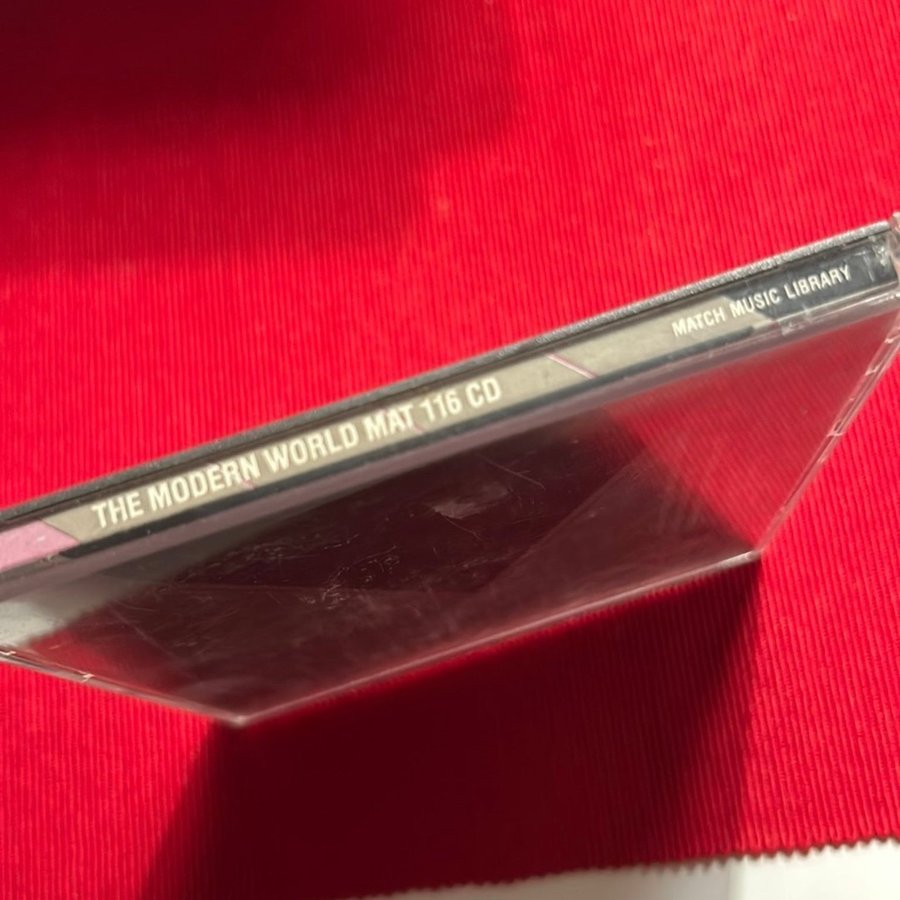 THE MODERN WORLD MAT 116 CD
MATCH MUSIC LIBRARY